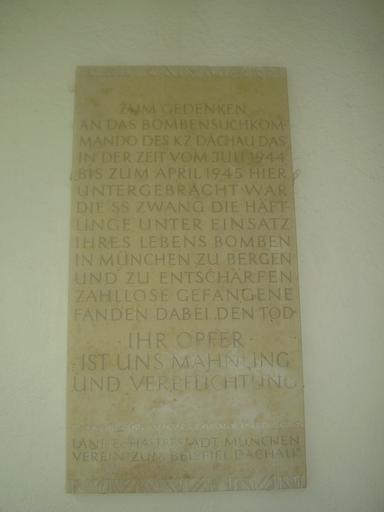 ZUM GEDENKEN
AN DAS BOMBENSUCHKOM
MANDO DES KZ DACHAU DAS
IN DER ZEIT VOM JULI 1944
BIS ZUM APRIL 1945 HIER
UNTERGEBRACHT WAR
DIE SS ZWANG DIE HÄFT
LINGE UNTER EINSATZ
IHRES LEBENS BOMBEN
IN MÜNCHEN ZU BERGEN
UND ZU ENTSCHÄRFEN
ZAHLLOSE GEFANGENE
FANDEN DABEI DEN TOD
· IHR OPFER ·
IST UNS MAHNUNG
UND VERPFLICHTUNG
LANDESHAUPTSTADT MÜNCHEN
VEREIN "ZUM BEISPIEL DACHAU"